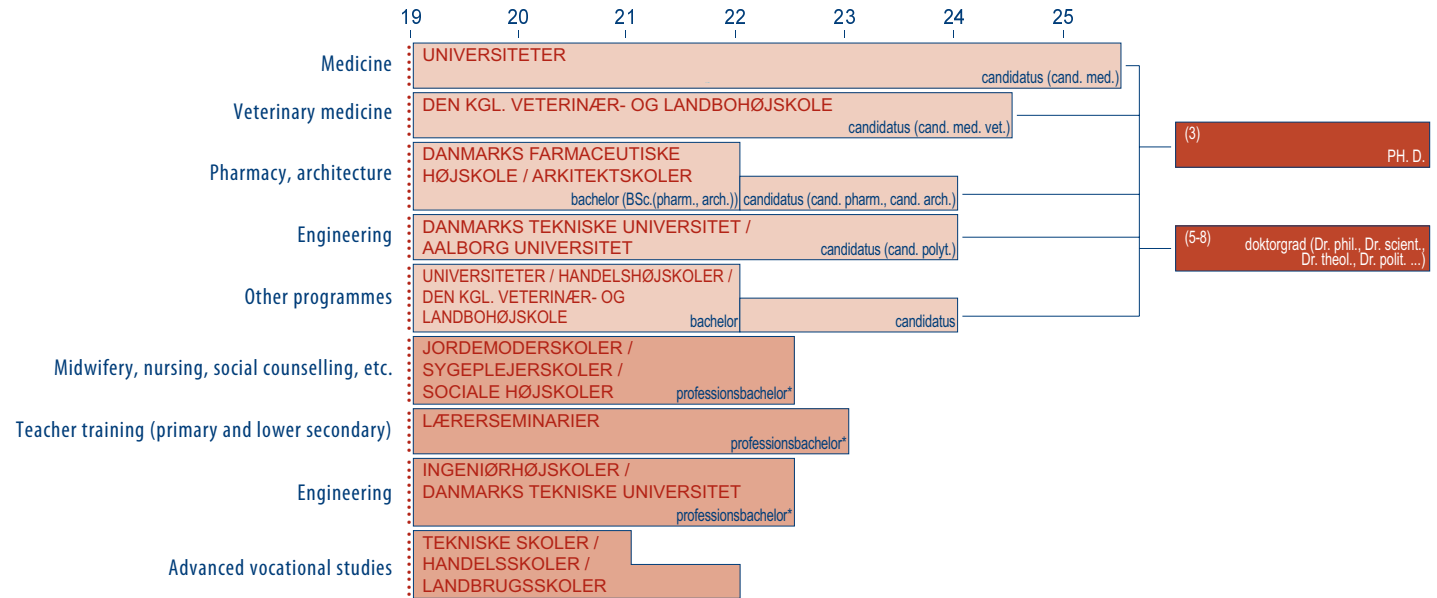 19 20 21 22 23 24 25
Medicine
UNIVERSITETER
candidatus (cand. med.)
Veterinary medicine
DEN KGL. VETERINÆR- OG LANDBOHØJSKOLE
candidatus (cand. med. vet.)
(3)
PH. D.
Pharmacy, architecture
DANMARKS FARMACEUTISKE
HØJSKOLE / ARKITEKTSKOLER
bachelor (BSc.(pharm., arch.)) candidatus (cand. pharm., cand. arch.)
Engineering
DANMARKS TEKNISKE UNIVERSITET /
AALBORG UNIVERSITET
candidatus (cand. polyt.)
(5-8)
doktorgrad (Dr. phil., Dr. scient.,
Dr. theol., Dr. polit. ...)
Other programmes
UNIVERSITETER / HANDELSHØJSKOLER /
DEN KGL. VETERINÆR- OG
LANDBOHØJSKOLE
bachelor
candidatus
Midwifery, nursing, social counselling, etc.
JORDEMODERSKOLER /
SYGEPLEJERSKOLER /
SOCIALE HØJSKOLER
professionsbachelor*
Teacher training (primary and lower secondary)
LÆRERSEMINARIER
professionsbachelor*
Engineering
INGENIØRHØJSKOLER /
DANMARKS TEKNISKE UNIVERSITET
professionsbachelor*
Advanced vocational studies
TEKNISKE SKOLER /
HANDELSSKOLER /
LANDBRUGSSKOLER